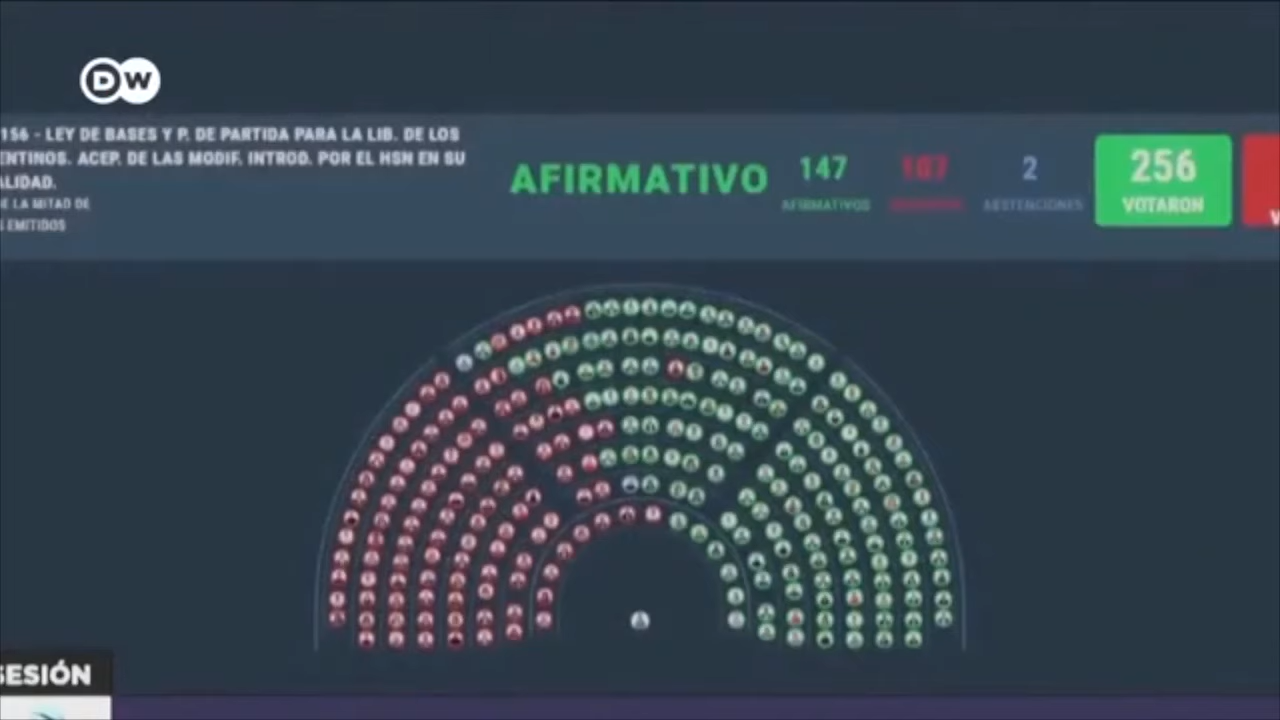 DW
156 - LEY DE BASES Y P. DE PARTIDA PARA LA LIB. DE LOS
ENTINOS. ACEP. DE LAS MODIF. INTROD. POR EL HSN EN SU
ALIDAD.
E LA MITAD DE
S EMITIDOS
AFIRMATIVO
147
AFIRMATIVOS
107
2
ABSTENCIONES
256
VOTARON
V
SESIÓN